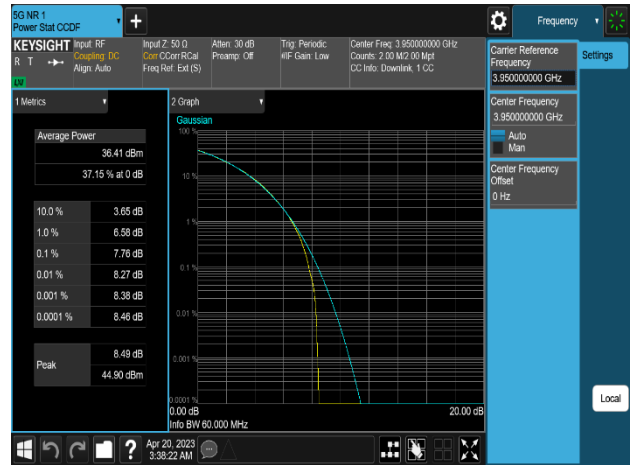 5G NR 1
Power Stat CCDF
Frequency
KEYSIGHT
R T
LW
Input: RF
Coupling: DC
Align: Auto
Input Z: 50 Ω
Corr CCorr RCal
Freq Ref: Ext (S)
Atten: 30 dB
Preamp: Off
Trig: Periodic
#IF Gain: Low
Center Freq: 3.950000000 GHz
Counts: 2.00 M/2.00 Mpt
CC Info: Downlink, 1 CC
Carrier Reference
Frequency
3.950000000 GHz
Settings
Center Frequency
3.950000000 GHz
Auto
Man
Center Frequency
Offset
0 Hz
Local
1 Metrics
Average Power
36.41 dBm
37.15 % at 0 dB
10.0 % 3.65 dB
1.0 % 6.58 dB
0.1 % 7.76 dB
0.01 % 8.27 dB
0.001 % 8.38 dB
0.0001 % 8.46 dB
Peak
8.49 dB
44.90 dBm
2 Graph
Gaussian
100 %
10 %
1 %
0.1 %
0.01 %
0.001 %
0.0001 %
0.00 dB 20.00 dB
Info BW 60.000 MHz
?
Apr 20, 2023
3:38:22 AM